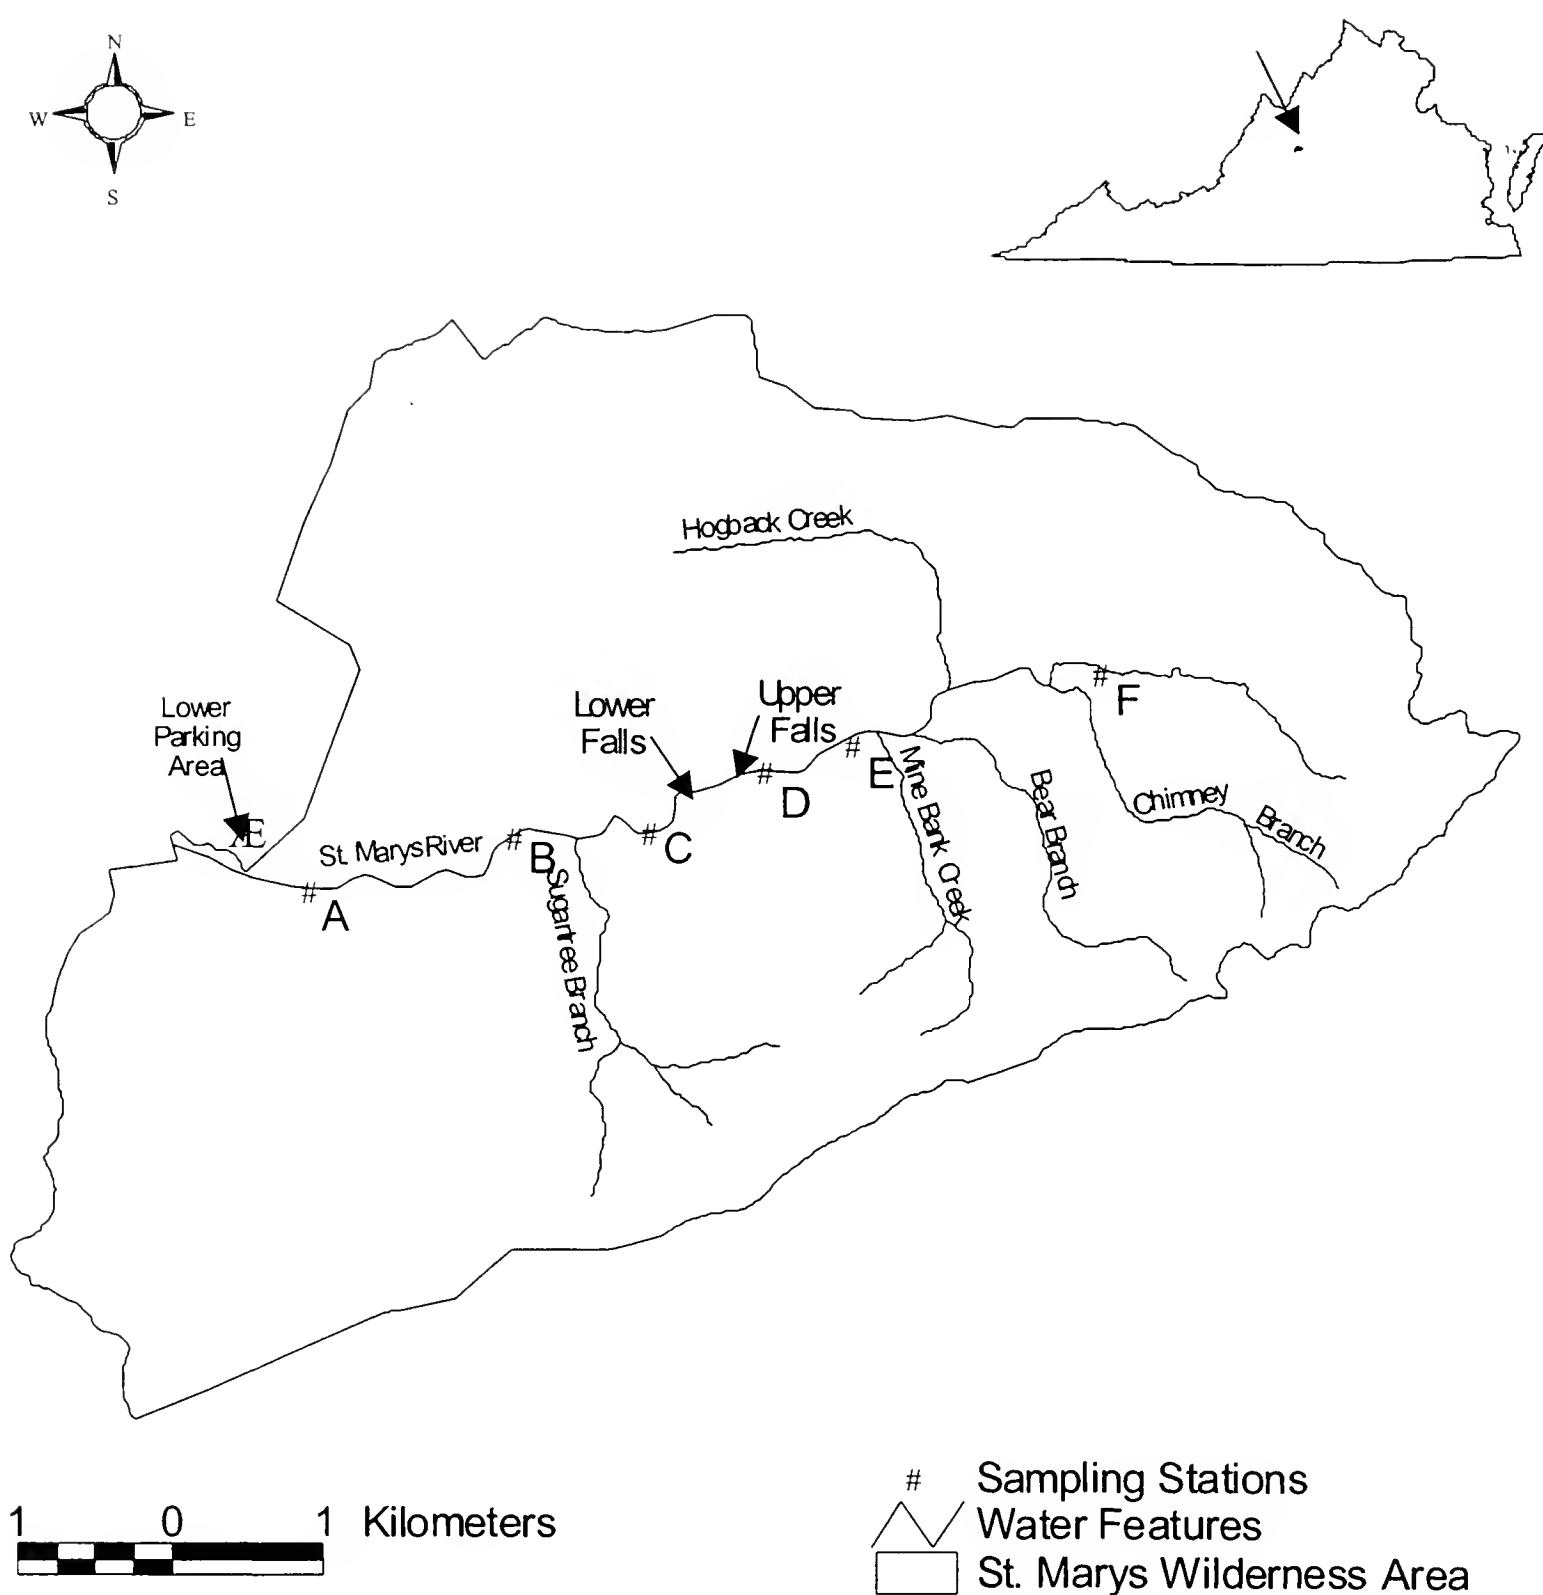 N
W E
S
Hogback Creek
Lower
Parking
Area
Lower
Falls
Upper
Falls
F
E
D
Æ
St. Marys River
B
C
A
Mine Bank Creek
Bear Branch
Chimney
Branch
Sugartree Branch
1 0 1 Kilometers
# Sampling Stations
Water Features
St. Marys Wilderness Area